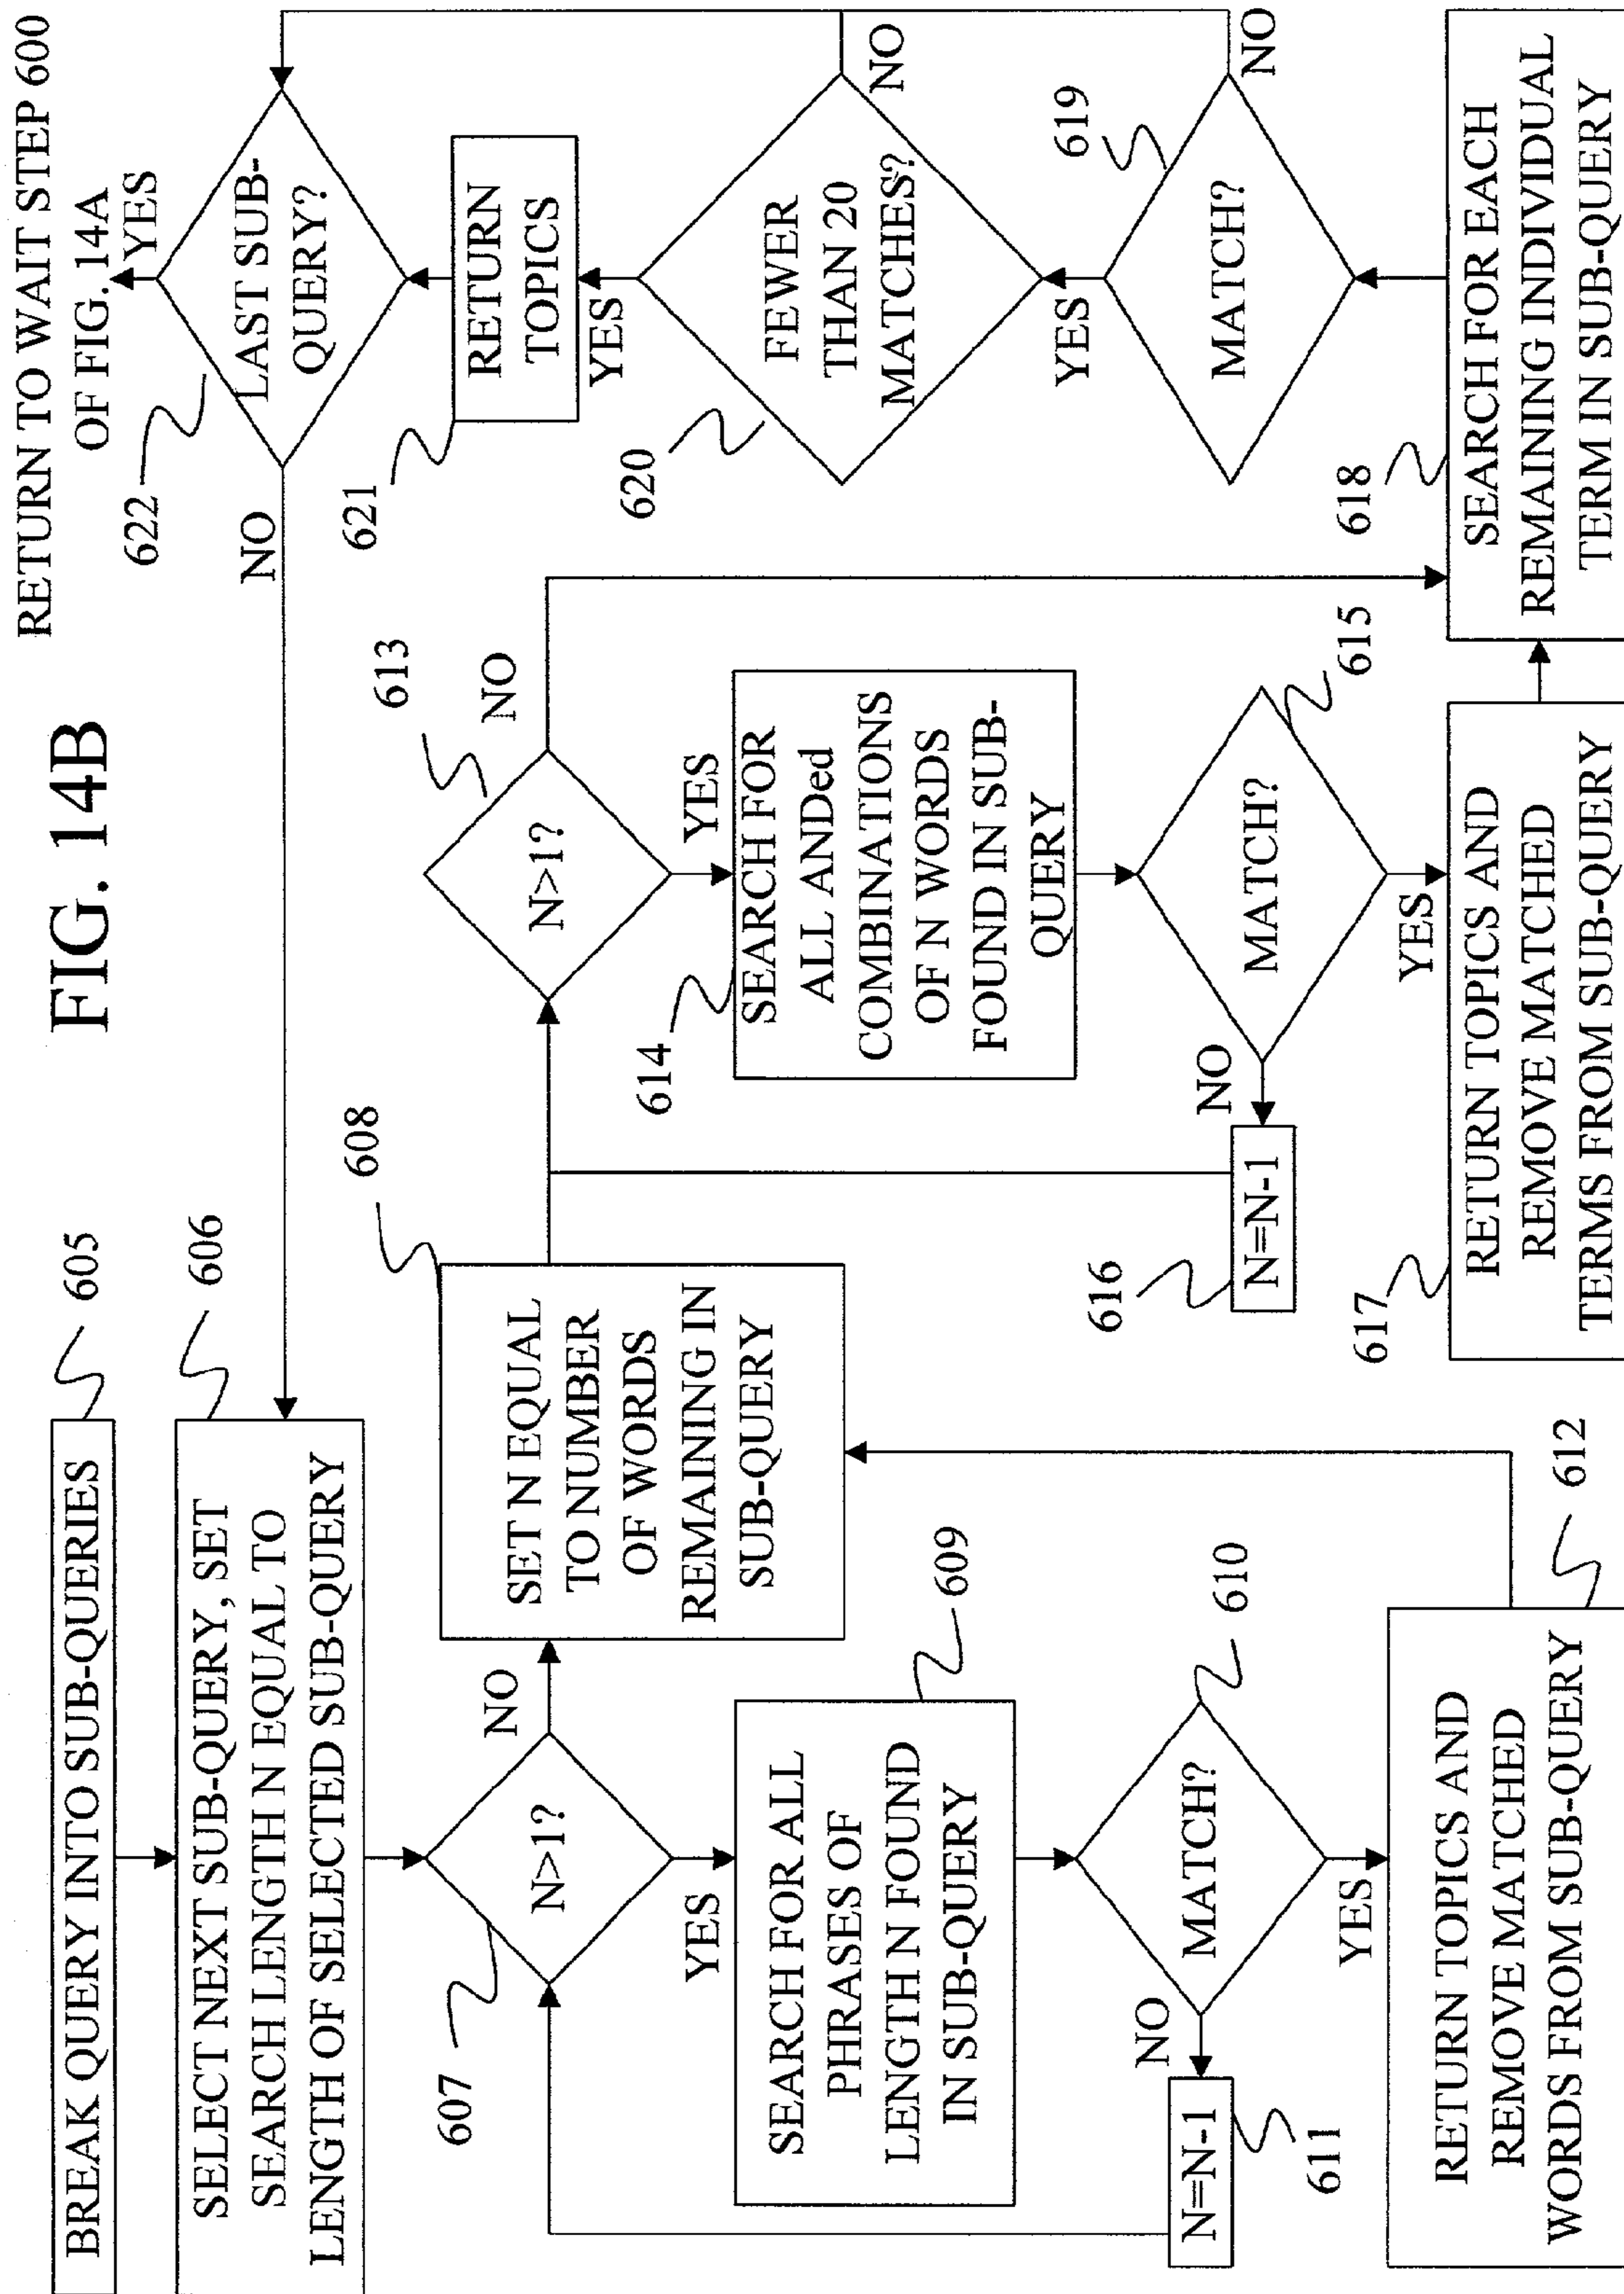 FIG. 14B
RETURN TO WAIT STEP 600
OF FIG. 14A
BREAK QUERY INTO SUB-QUERIES
605
SELECT NEXT SUB-QUERY, SET
SEARCH LENGTH N EQUAL TO
LENGTH OF SELECTED SUB-QUERY
606
N>1?
607
NO
YES
SET N EQUAL
TO NUMBER
OF WORDS
REMAINING IN
SUB-QUERY
608
SEARCH FOR ALL
PHRASES OF
LENGTH N FOUND
IN SUB-QUERY
609
MATCH?
610
NO
YES
N=N-1
611
RETURN TOPICS AND
REMOVE MATCHED
WORDS FROM SUB-QUERY
612
N>1?
613
NO
YES
SEARCH FOR
ALL ANDed
COMBINATIONS
OF N WORDS
FOUND IN SUB-
QUERY
614
MATCH?
615
NO
YES
N=N-1
616
RETURN TOPICS AND
REMOVE MATCHED
TERMS FROM SUB-QUERY
617
SEARCH FOR EACH
REMAINING INDIVIDUAL
TERM IN SUB-QUERY
618
MATCH?
619
NO
YES
FEWER
THAN 20
MATCHES?
620
NO
YES
RETURN
TOPICS
621
LAST SUB-
QUERY?
622
YES
NO